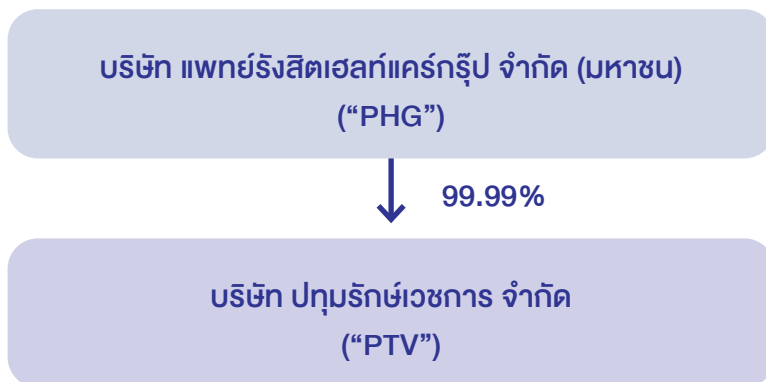 บริษัท แพทย์รังสิตเฮลท์แคร์กรุ๊ป จำกัด (มหาชน)
(“PHG”)
99.99%
บริษัท ปทุมรักษ์เวชการ จำกัด
(“PTV”)